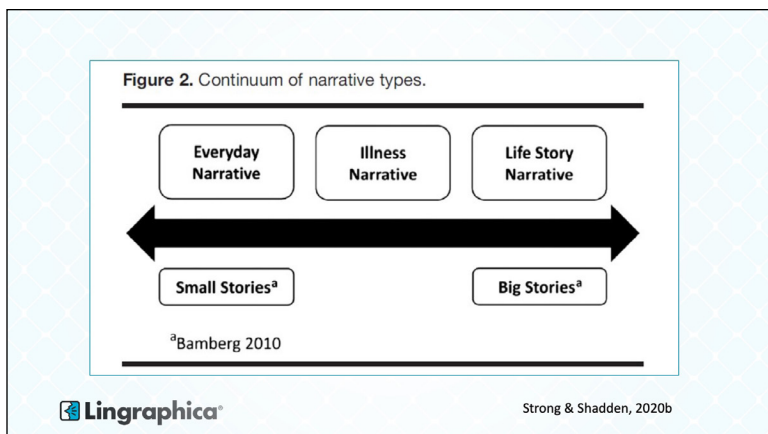 Figure 2. Continuum of narrative types.
Everyday
Narrative
Illness
Narrative
Life Story
Narrative
Small Storiesª
Big Storiesª
ªBamberg 2010
Lingraphica®
Strong & Shadden, 2020b